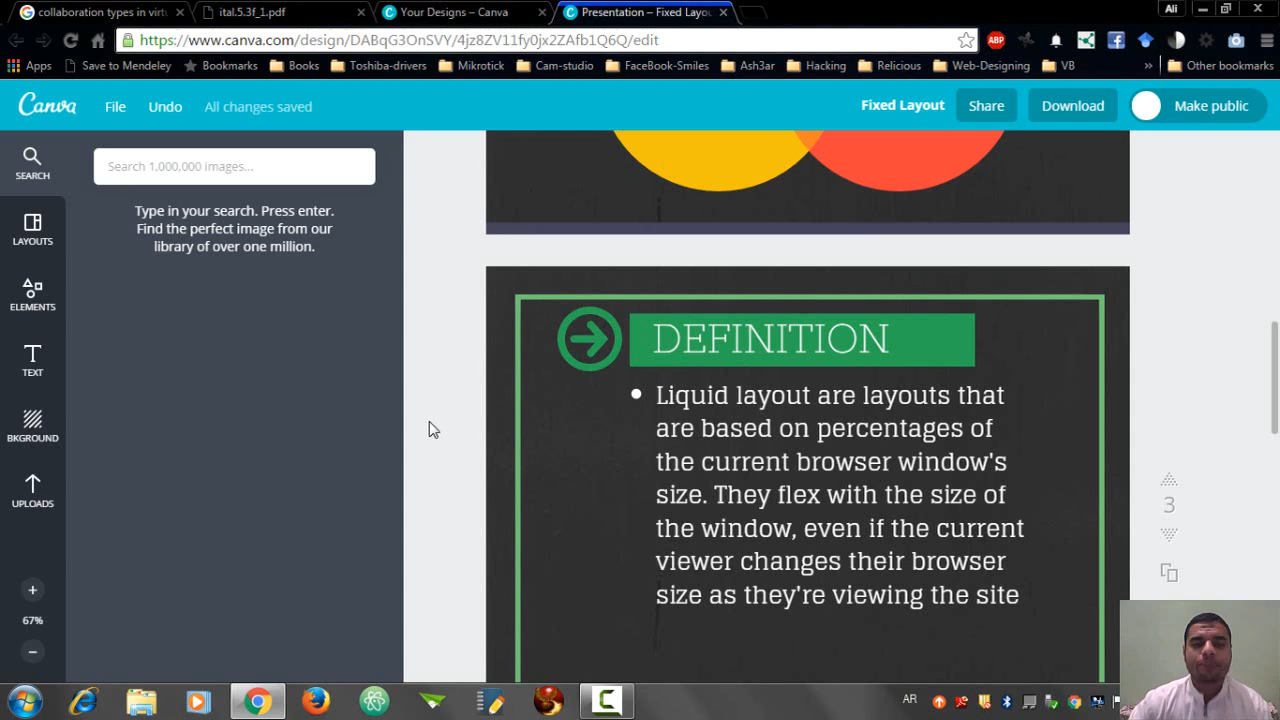 collaboration types in virtu
ital.5.3f_1.pdf
Your Designs – Canva
Presentation – Fixed Layou
Ali
https://www.canva.com/design/DABqG3OnSVY/4jz8ZV11fy0jx2ZAfb1Q6Q/edit
ABP
Apps
Save to Mendeley
Bookmarks
Books
Toshiba-drivers
Mikrotick
Cam-studio
FaceBook-Smiles
Ash3ar
Hacking
Relicious
Web-Designing
VB
»
Other bookmarks
Canva
File
Undo
All changes saved
Fixed Layout
Share
Download
Make public
SEARCH
Search 1,000,000 images...
Type in your search. Press enter.
Find the perfect image from our
library of over one million.
LAYOUTS
ELEMENTS
TEXT
BKGROUND
UPLOADS
67%
DEFINITION
• Liquid layout are layouts that
are based on percentages of
the current browser window's
size. They flex with the size of
the window, even if the current
viewer changes their browser
size as they're viewing the site
3
AR